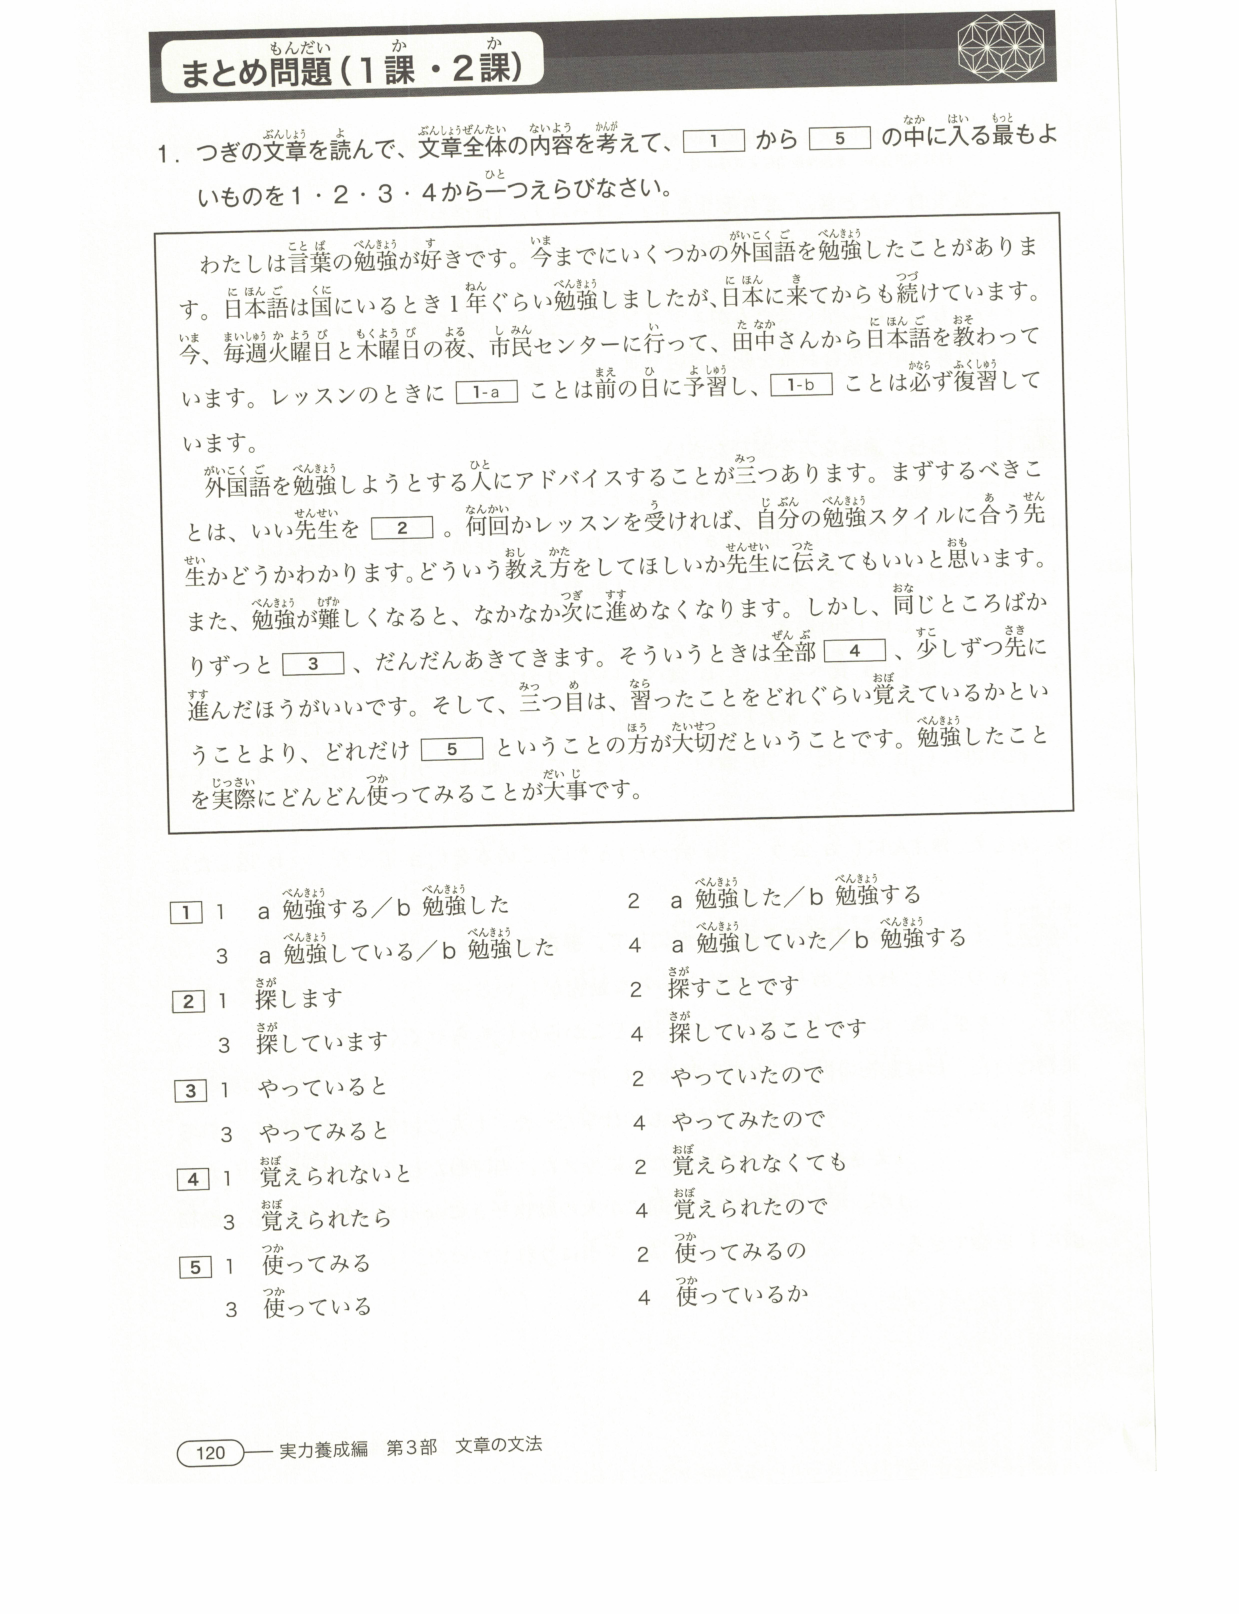 まとめ問題(1課・2課)
1. つぎの文章を読んで、文章全体の内容を考えて、 1 から 5 の中に入る最もよ
いものを1・2・3・4から一つえらびなさい。
わたしは言葉の勉強が好きです。今までにいくつかの外国語を勉強したことがありま
す。日本語は国にいるとき1年ぐらい勉強しましたが、日本に来てからも続けています。
今、毎週火曜日と木曜日の夜、市民センターに行って、田中さんから日本語を教わって
います。レッスンのときに 1-a ことは前の日に予習し、 1-b ことは必ず復習して
います。
外国語を勉強しようとする人にアドバイスすることが三つあります。まずするべきこ
とは、いい先生を 2 。何回かレッスンを受ければ、自分の勉強スタイルに合う先
生かどうかわかります。どういう教え方をしてほしいか先生に伝えてもいいと思います。
また、勉強が難しくなると、なかなか次に進めなくなります。しかし、同じところばか
りずっと 3 、だんだんあきてきます。そういうときは全部 4 、少しずつ先に
進んだほうがいいです。そして、三つ目は、習ったことをどれぐらい覚えているかとい
うことより、どれだけ 5 ということの方が大切だということです。勉強したこと
を実際にどんどん使ってみることが大事です。
1 1 a 勉強する/b 勉強した 2 a 勉強した/b 勉強する
3 a 勉強している/b 勉強した 4 a 勉強していた/b 勉強する
2 1 探します 2 探すことです
3 探しています 4 探していることです
3 1 やっていると 2 やっていたので
3 やってみると 4 やってみたので
4 1 覚えられないと 2 覚えられなくても
3 覚えられたら 4 覚えられたので
5 1 使ってみる 2 使ってみるの
3 使っている 4 使っているか
120 実力養成編 第3部 文章の文法